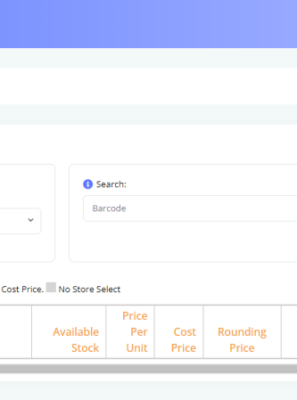 Search:
Barcode
Cost Price. No Store Select
Available Stock
Price Per Unit
Cost Price
Rounding Price